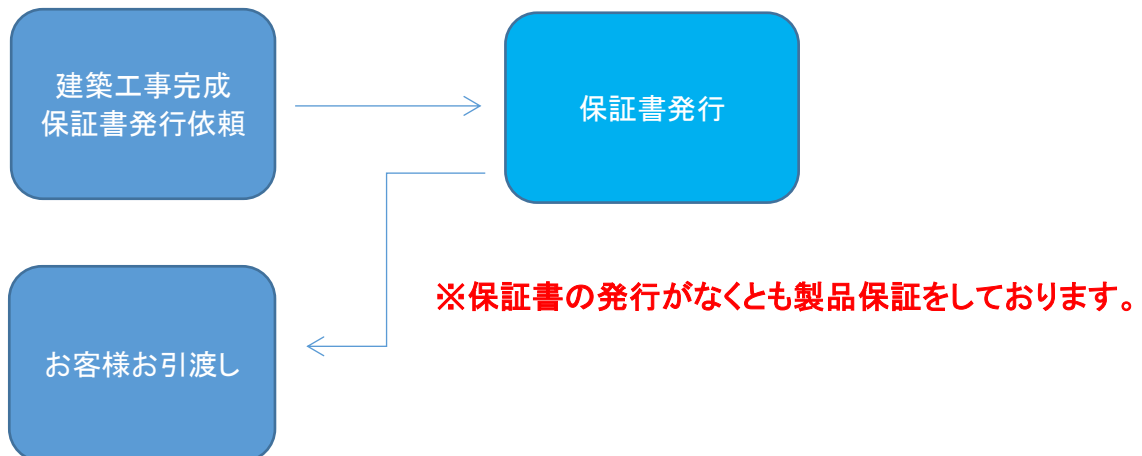 建築工事完成
保証書発行依頼
保証書発行
※保証書の発行がなくとも製品保証をしております。
お客様お引渡し